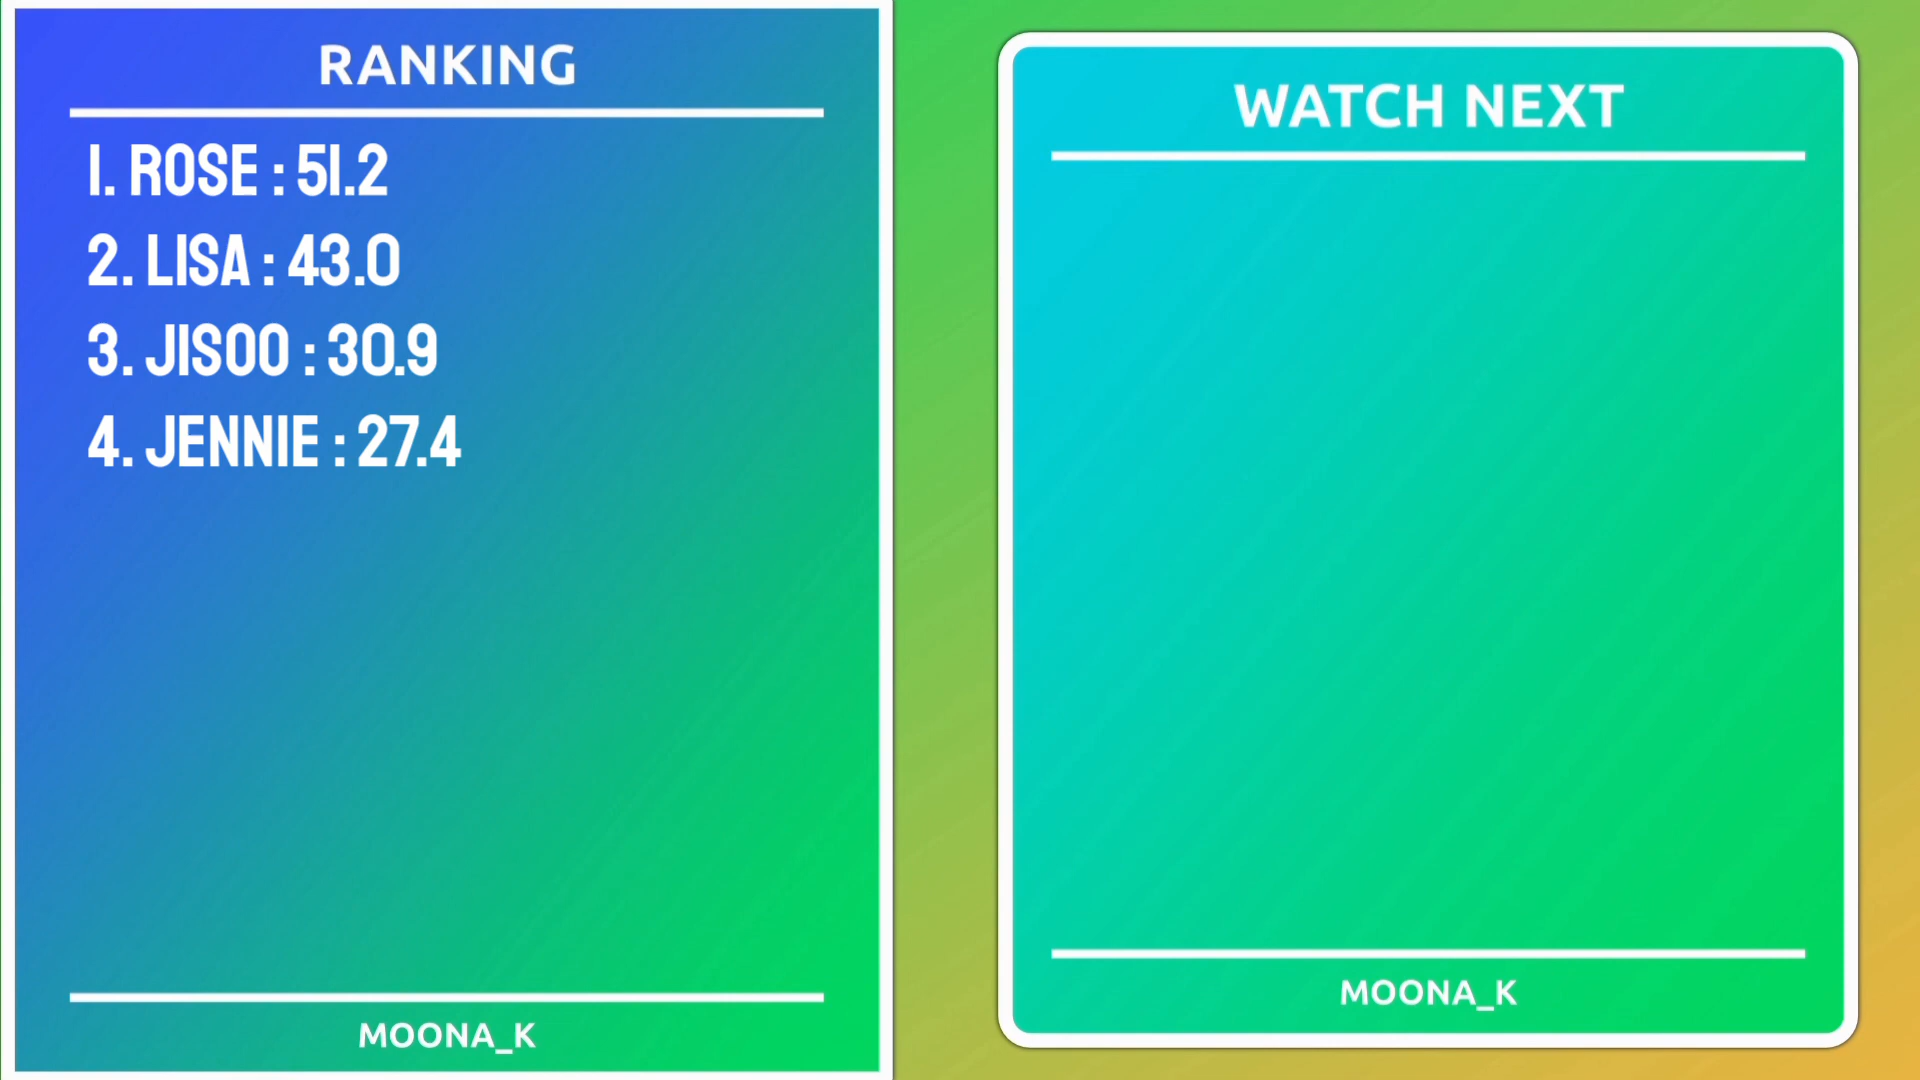 RANKING
1. ROSE : 51.2
2. LISA : 43.0
3. JISOO : 30.9
4. JENNIE : 27.4
MOONA_K
WATCH NEXT
MOONA_K